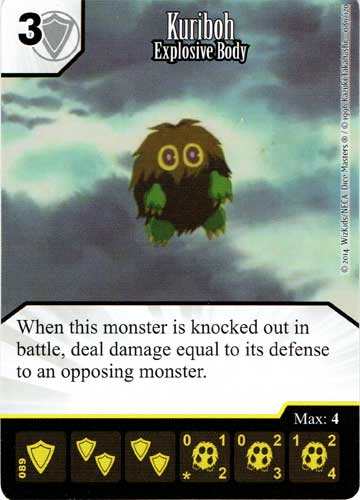 3
Kuriboh
Explosive Body
When this monster is knocked out in
battle, deal damage equal to its defense
to an opposing monster.
Max: 4
089
0 1
* 2
0 2
3
1 2
4